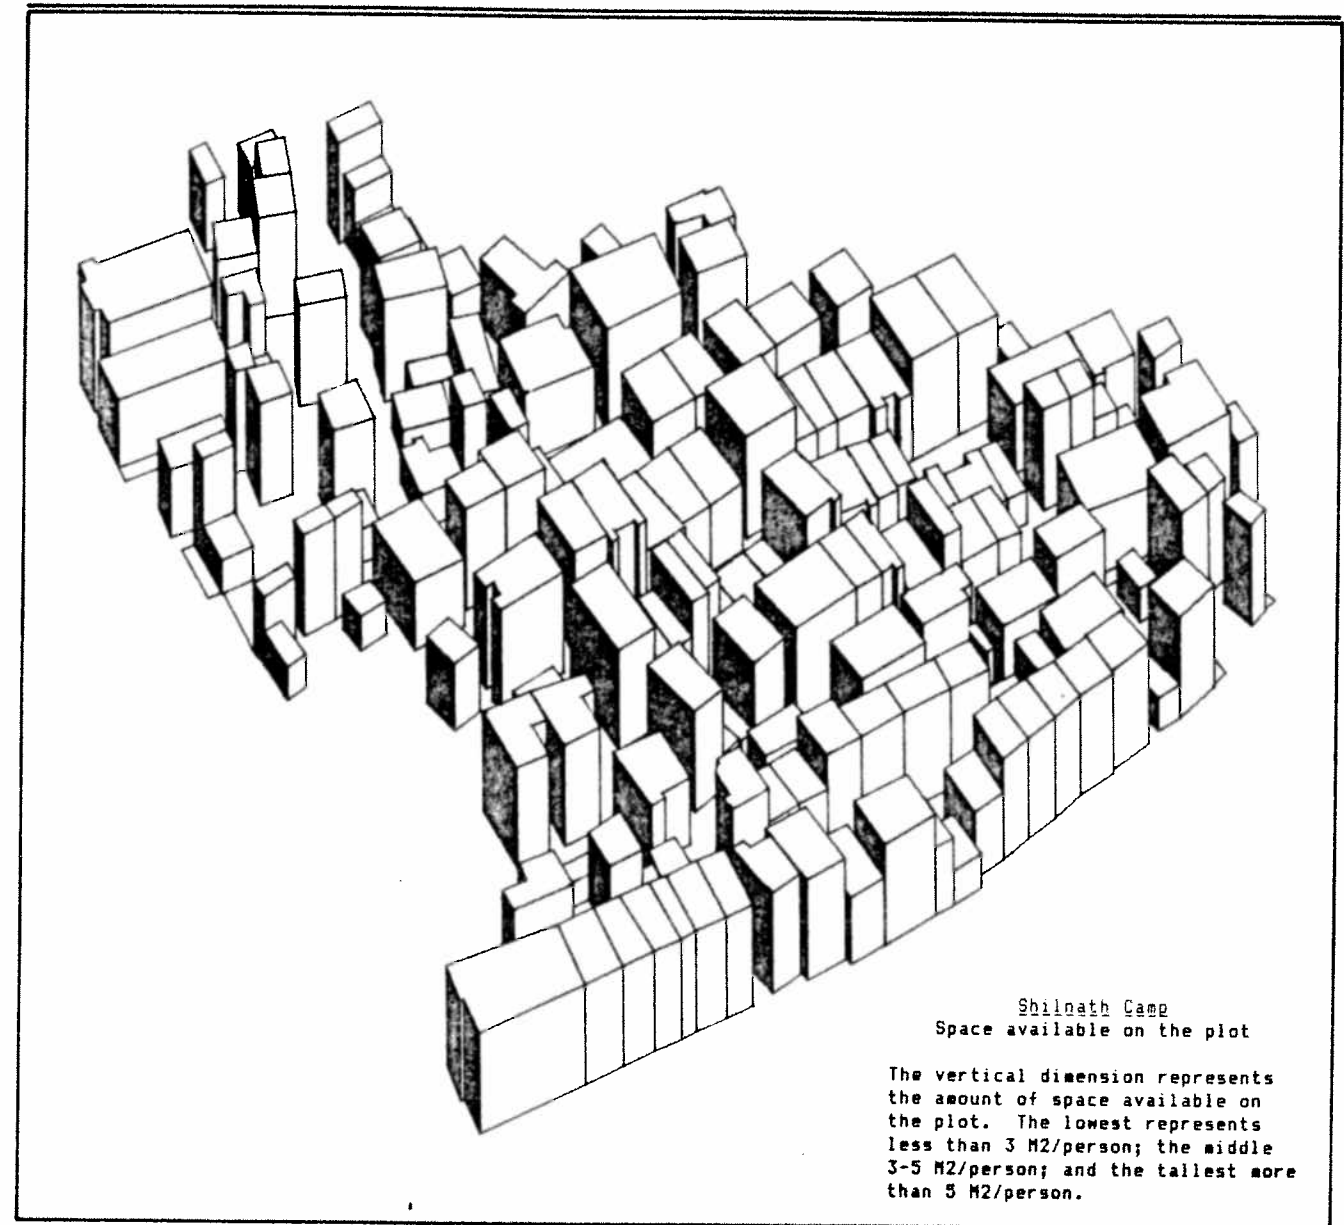 Shilnath Camp
Space available on the plot
The vertical dimension represents
the amount of space available on
the plot. The lowest represents
less than 3 M2/person; the middle
3-5 M2/person; and the tallest more
than 5 M2/person.